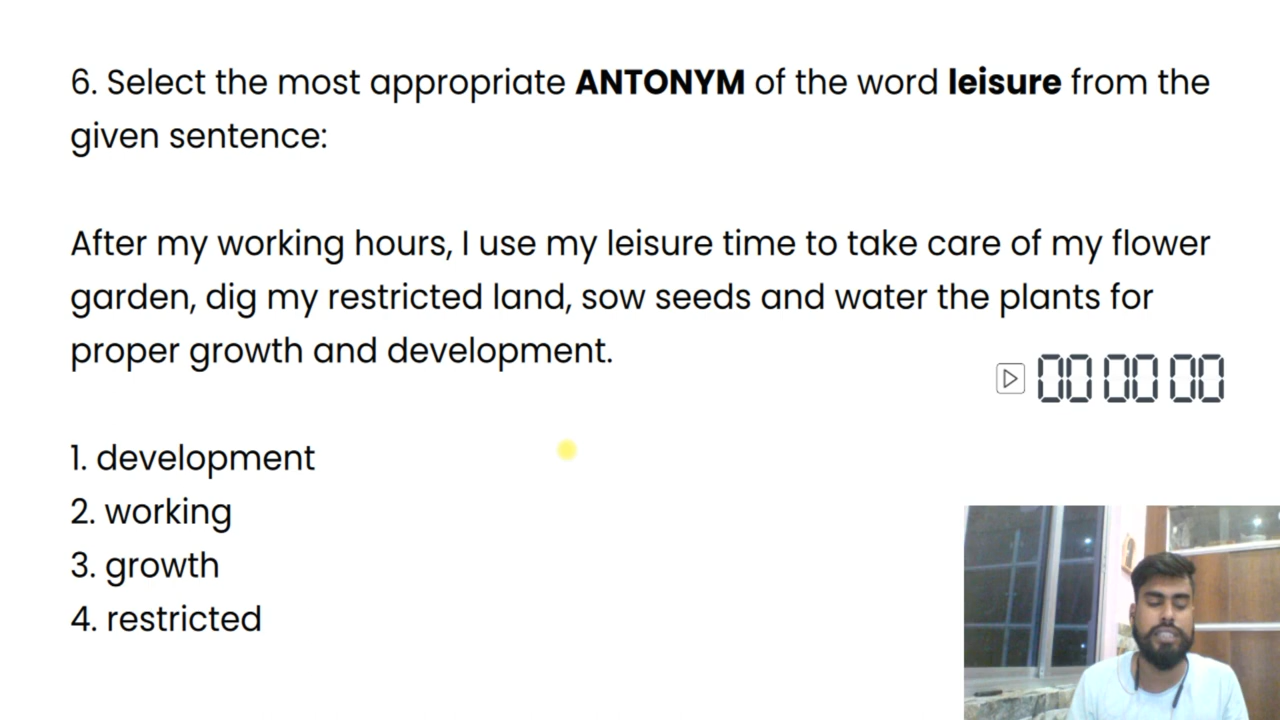 6. Select the most appropriate ANTONYM of the word leisure from the
given sentence:
After my working hours, I use my leisure time to take care of my flower
garden, dig my restricted land, sow seeds and water the plants for
proper growth and development.
00 00 00
1. development
2. working
3. growth
4. restricted